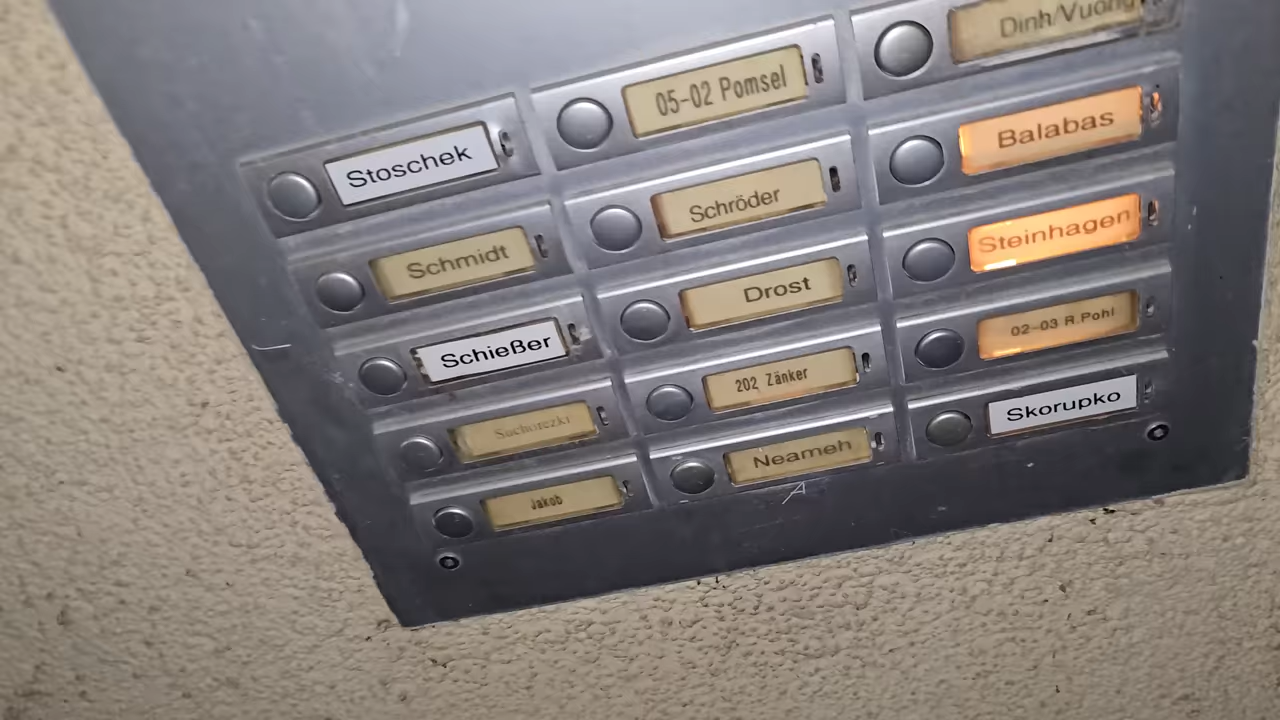 Stoschek
Schmidt
Schießer
Suchorezki
Jakob
05-02 Pomsel
Schröder
Drost
202 Zänker
Neameh
Dinh/Vuong
Balabas
Steinhagen
02-03 R.Pohl
Skorupko